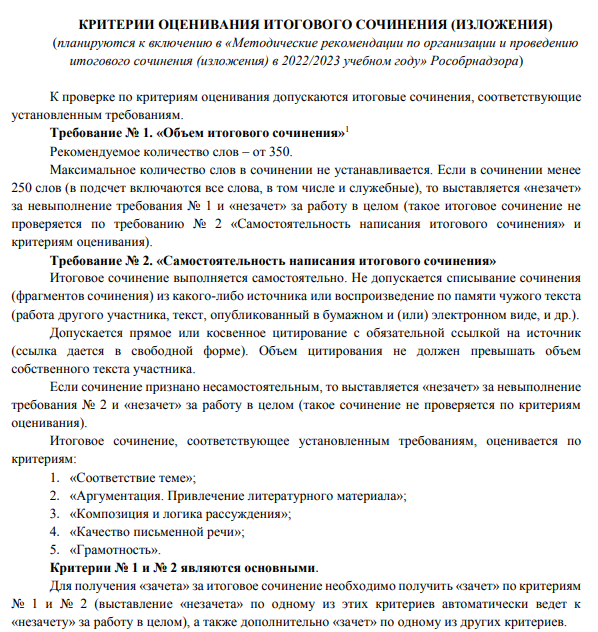 КРИТЕРИИ ОЦЕНИВАНИЯ ИТОГОВОГО СОЧИНЕНИЯ (ИЗЛОЖЕНИЯ)
(планируются к включению в «Методические рекомендации по организации и проведению
итогового сочинения (изложения) в 2022/2023 учебном году» Рособрнадзора)
К проверке по критериям оценивания допускаются итоговые сочинения, соответствующие
установленным требованиям.
Требование № 1. «Объем итогового сочинения»1
Рекомендуемое количество слов – от 350.
Максимальное количество слов в сочинении не устанавливается. Если в сочинении менее
250 слов (в подсчет включаются все слова, в том числе и служебные), то выставляется «незачет»
за невыполнение требования № 1 и «незачет» за работу в целом (такое итоговое сочинение не
проверяется по требованию № 2 «Самостоятельность написания итогового сочинения» и
критериям оценивания).
Требование № 2. «Самостоятельность написания итогового сочинения»
Итоговое сочинение выполняется самостоятельно. Не допускается списывание сочинения
(фрагментов сочинения) из какого-либо источника или воспроизведение по памяти чужого текста
(работа другого участника, текст, опубликованный в бумажном и (или) электронном виде, и др.).
Допускается прямое или косвенное цитирование с обязательной ссылкой на источник
(ссылка дается в свободной форме). Объем цитирования не должен превышать объем
собственного текста участника.
Если сочинение признано несамостоятельным, то выставляется «незачет» за невыполнение
требования № 2 и «незачет» за работу в целом (такое сочинение не проверяется по критериям
оценивания).
Итоговое сочинение, соответствующее установленным требованиям, оценивается по
критериям:
1. «Соответствие теме»;
2. «Аргументация. Привлечение литературного материала»;
3. «Композиция и логика рассуждения»;
4. «Качество письменной речи»;
5. «Грамотность».
Критерии № 1 и № 2 являются основными.
Для получения «зачета» за итоговое сочинение необходимо получить «зачет» по критериям
№ 1 и № 2 (выставление «незачета» по одному из этих критериев автоматически ведет к
«незачету» за работу в целом), а также дополнительно «зачет» по одному из других критериев.